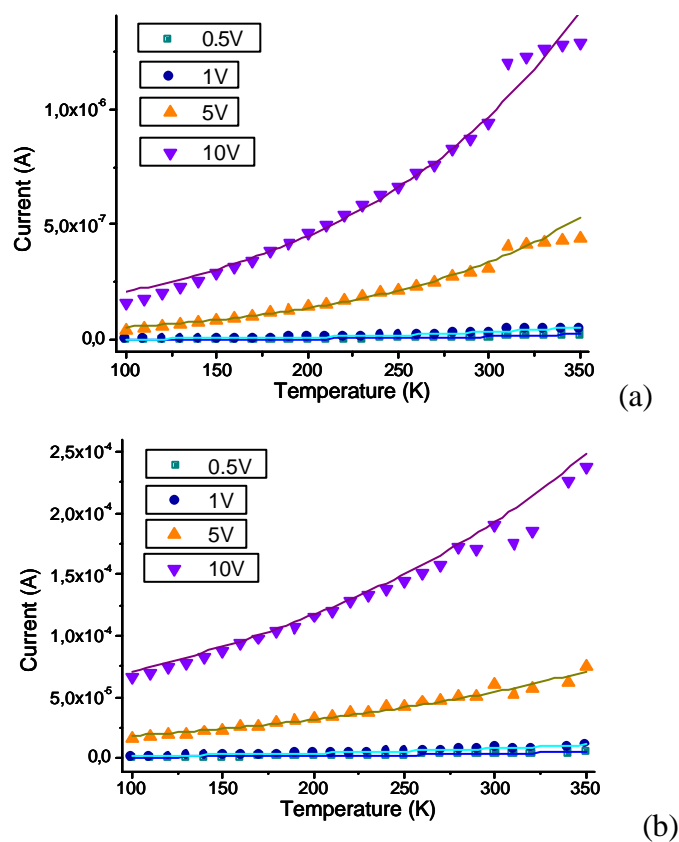 0.5V
1V
5V
10V
1,0x10-6
5,0x10-7
0,0
Current (A)
100 150 200 250 300 350
Temperature (K)
(a)
2,5x10-4
2,0x10-4
1,5x10-4
1,0x10-4
5,0x10-5
0,0
0.5V
1V
5V
10V
Current (A)
100 150 200 250 300 350
Temperature (K)
(b)